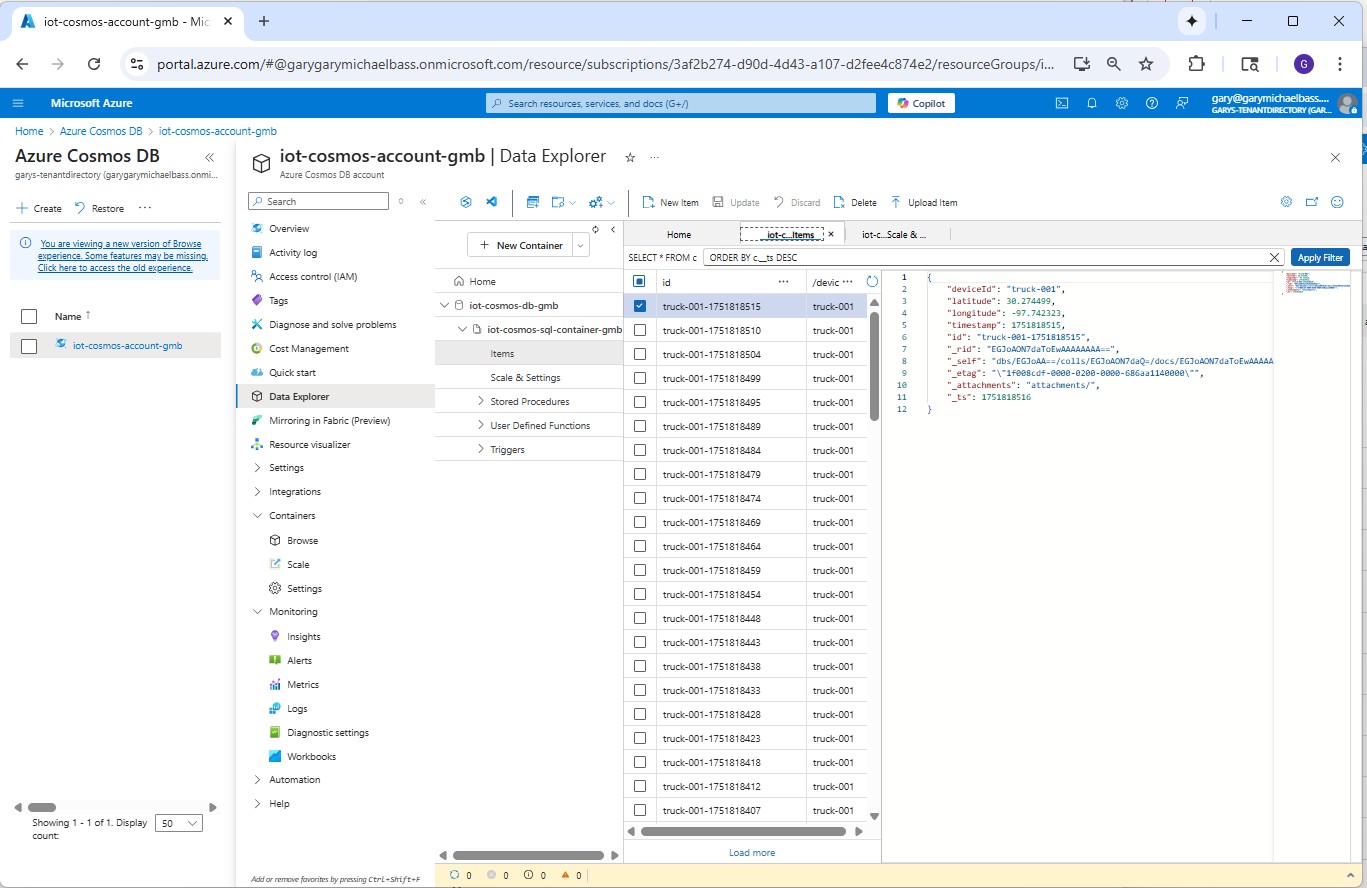 iot-cosmos-account-gmb - Mic
portal.azure.com/#@garygarymichaelbass.onmicrosoft.com/resource/subscriptions/3af2b274-d90d-4d43-a107-d2fee4c874e2/resourceGroups/i...
G
Microsoft Azure
Search resources, services, and docs (G+/)
Copilot
gary@garymichaelbass....
GARYS-TENANTDIRECTORY (GAR...
Home > Azure Cosmos DB > iot-cosmos-account-gmb
Azure Cosmos DB
garys-tenantdirectory (garygarymichaelbass.onmi...
Create
Restore
You are viewing a new version of Browse
experience. Some features may be missing.
Click here to access the old experience.
Name ↑
iot-cosmos-account-gmb
Showing 1 - 1 of 1. Display
count:
50
iot-cosmos-account-gmb | Data Explorer
Azure Cosmos DB account
Search
Overview
Activity log
Access control (IAM)
Tags
Diagnose and solve problems
Cost Management
Quick start
Data Explorer
Mirroring in Fabric (Preview)
Resource visualizer
Settings
Integrations
Containers
Browse
Scale
Settings
Monitoring
Insights
Alerts
Metrics
Logs
Diagnostic settings
Workbooks
Automation
Help
Add or remove favorites by pressing Ctrl+Shift+F
New Item
Update
Discard
Delete
Upload Item
+ New Container
Home
iot-cosmos-db-gmb
iot-cosmos-sql-container-gmb
Items
Scale & Settings
Stored Procedures
User Defined Functions
Triggers
Home
iot-c...Items
iot-c...Scale & ...
SELECT * FROM c
ORDER BY c.__ts DESC
Apply Filter
id ··· /devic ···
truck-001-1751818515 truck-001
truck-001-1751818510 truck-001
truck-001-1751818504 truck-001
truck-001-1751818499 truck-001
truck-001-1751818495 truck-001
truck-001-1751818489 truck-001
truck-001-1751818484 truck-001
truck-001-1751818479 truck-001
truck-001-1751818474 truck-001
truck-001-1751818469 truck-001
truck-001-1751818464 truck-001
truck-001-1751818459 truck-001
truck-001-1751818454 truck-001
truck-001-1751818448 truck-001
truck-001-1751818443 truck-001
truck-001-1751818438 truck-001
truck-001-1751818433 truck-001
truck-001-1751818428 truck-001
truck-001-1751818423 truck-001
truck-001-1751818418 truck-001
truck-001-1751818412 truck-001
truck-001-1751818407 truck-001
Load more
1 {
2 "deviceId": "truck-001",
3 "latitude": 30.274499,
4 "longitude": -97.742323,
5 "timestamp": 1751818515,
6 "id": "truck-001-1751818515",
7 "_rid": "EGJoAON7daToEwAAAAAAAA==",
8 "_self": "dbs/EGJoAA==/colls/EGJoAON7daQ=/docs/EGJoAON7daToEwAAAAA
9 "_etag": "\"1f008cdf-0000-0200-0000-686aa1140000\"",
10 "_attachments": "attachments/",
11 "_ts": 1751818516
12 }
0 0 0 0